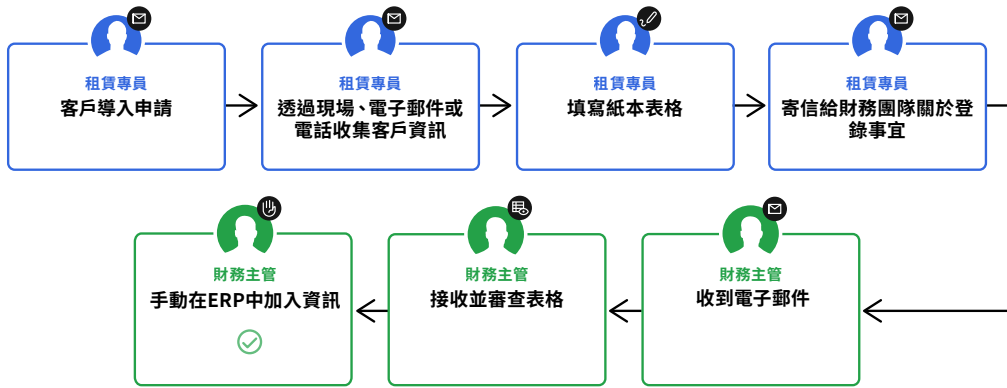 租賃專員
客戶導入申請
租賃專員
透過現場、電子郵件或
電話收集客戶資訊
租賃專員
填寫紙本表格
租賃專員
寄信給財務團隊關於登
錄事宜
財務主管
收到電子郵件
財務主管
接收並審查表格
財務主管
手動在ERP中加入資訊